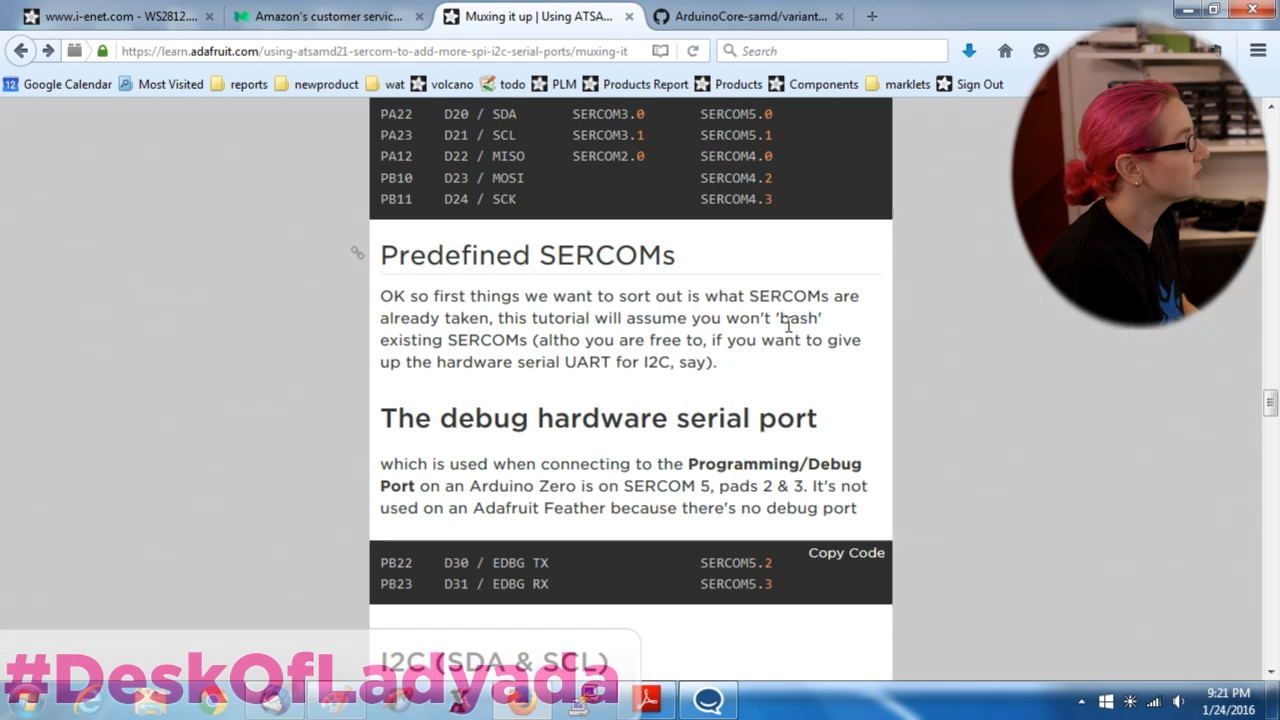 www.i-enet.com - WS2812....
Amazon's customer servic...
Muxing it up | Using ATSA...
ArduinoCore-samd/variant...
https://learn.adafruit.com/using-atsamd21-sercom-to-add-more-spi-i2c-serial-ports/muxing-it
Search
Google Calendar Most Visited reports newproduct wat volcano todo PLM Products Report Products Components marklets Sign Out
PA22 D20 / SDA SERCOM3.0 SERCOM5.0
PA23 D21 / SCL SERCOM3.1 SERCOM5.1
PA12 D22 / MISO SERCOM2.0 SERCOM4.0
PB10 D23 / MOSI SERCOM4.2
PB11 D24 / SCK SERCOM4.3
Predefined SERCOMs
OK so first things we want to sort out is what SERCOMs are
already taken, this tutorial will assume you won't 'bash'
existing SERCOMs (altho you are free to, if you want to give
up the hardware serial UART for I2C, say).
The debug hardware serial port
which is used when connecting to the Programming/Debug
Port on an Arduino Zero is on SERCOM 5, pads 2 & 3. It's not
used on an Adafruit Feather because there's no debug port
Copy Code
PB22 D30 / EDBG TX SERCOM5.2
PB23 D31 / EDBG RX SERCOM5.3
I2C (SDA & SCL)
#DeskOfLadyada
9:21 PM
1/24/2016